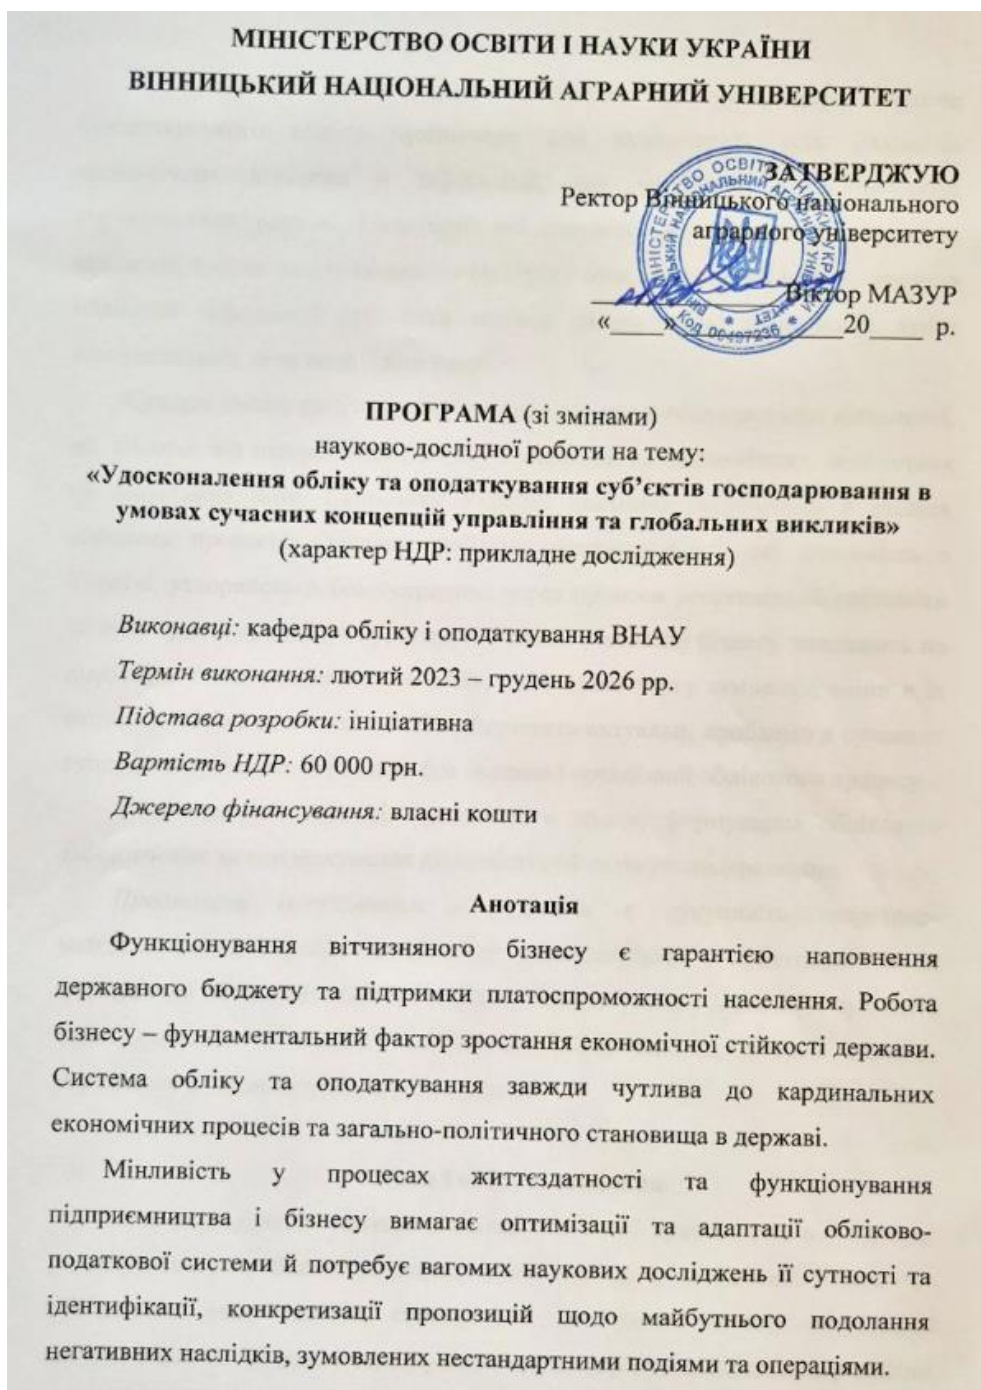 МІНІСТЕРСТВО ОСВІТИ І НАУКИ УКРАЇНИ
ВІННИЦЬКИЙ НАЦІОНАЛЬНИЙ АГРАРНИЙ УНІВЕРСИТЕТ
ЗАТВЕРДЖУЮ
Ректор Вінницького національного
аграрного університету
____________ Віктор МАЗУР
«____» ____________20____ р.
Код 00497236
ПРОГРАМА (зі змінами)
науково-дослідної роботи на тему:
«Удосконалення обліку та оподаткування суб’єктів господарювання в
умовах сучасних концепцій управління та глобальних викликів»
(характер НДР: прикладне дослідження)
Виконавці: кафедра обліку і оподаткування ВНАУ
Термін виконання: лютий 2023 – грудень 2026 рр.
Підстава розробки: ініціативна
Вартість НДР: 60 000 грн.
Джерело фінансування: власні кошти
Анотація
Функціонування вітчизняного бізнесу є гарантією наповнення
державного бюджету та підтримки платоспроможності населення. Робота
бізнесу – фундаментальний фактор зростання економічної стійкості держави.
Система обліку та оподаткування завжди чутлива до кардинальних
економічних процесів та загально-політичного становища в державі.
Мінливість у процесах життєздатності та функціонування
підприємництва і бізнесу вимагає оптимізації та адаптації обліково-
податкової системи й потребує вагомих наукових досліджень її сутності та
ідентифікації, конкретизації пропозицій щодо майбутнього подолання
негативних наслідків, зумовлених нестандартними подіями та операціями.